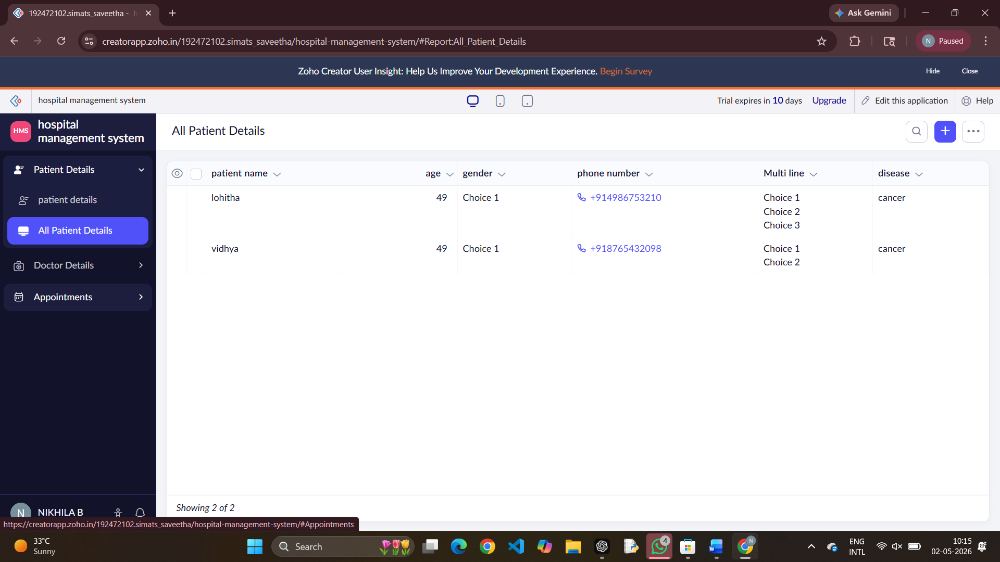 192472102.simats_saveetha - h
Ask Gemini
creatorapp.zoho.in/192472102.simats_saveetha/hospital-management-system/#Report:All_Patient_Details
N Paused
Zoho Creator User Insight: Help Us Improve Your Development Experience. Begin Survey
Hide
Close
hospital management system
Trial expires in 10 days
Upgrade
Edit this application
Help
HMS
hospital
management system
All Patient Details
Patient Details
patient details
All Patient Details
Doctor Details
Appointments
patient name age gender phone number Multi line disease
lohitha 49 Choice 1 +914986753210 Choice 1 cancer
Choice 2
Choice 3
vidhya 49 Choice 1 +918765432098 Choice 1 cancer
Choice 2
Showing 2 of 2
N NIKHILA B
https://creatorapp.zoho.in/192472102.simats_saveetha/hospital-management-system/#Appointments
33°C
Sunny
Search
4
N
ENG
INTL
10:15
02-05-2026